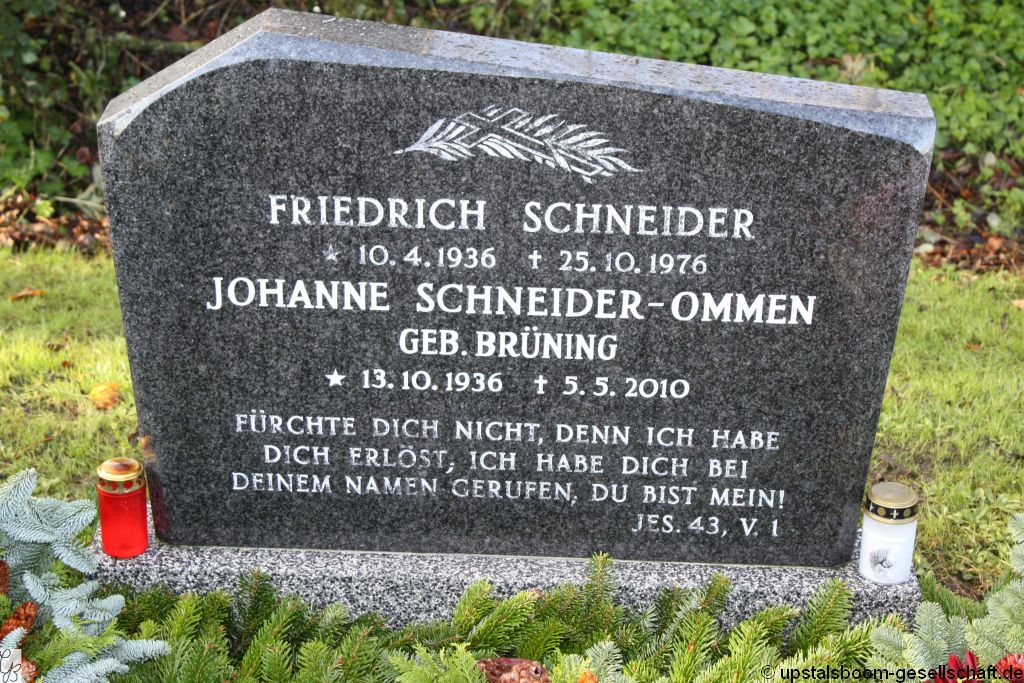 FRIEDRICH SCHNEIDER
★ 10.4.1936 ✝ 25.10.1976
JOHANNE SCHNEIDER-OMMEN
GEB. BRÜNING
★ 13.10.1936 ✝ 5.5.2010
FÜRCHTE DICH NICHT, DENN ICH HABE
DICH ERLÖST, ICH HABE DICH BEI
DEINEM NAMEN GERUFEN, DU BIST MEIN!
JES. 43, V. 1
© upstalsboom-gesellschaft.de